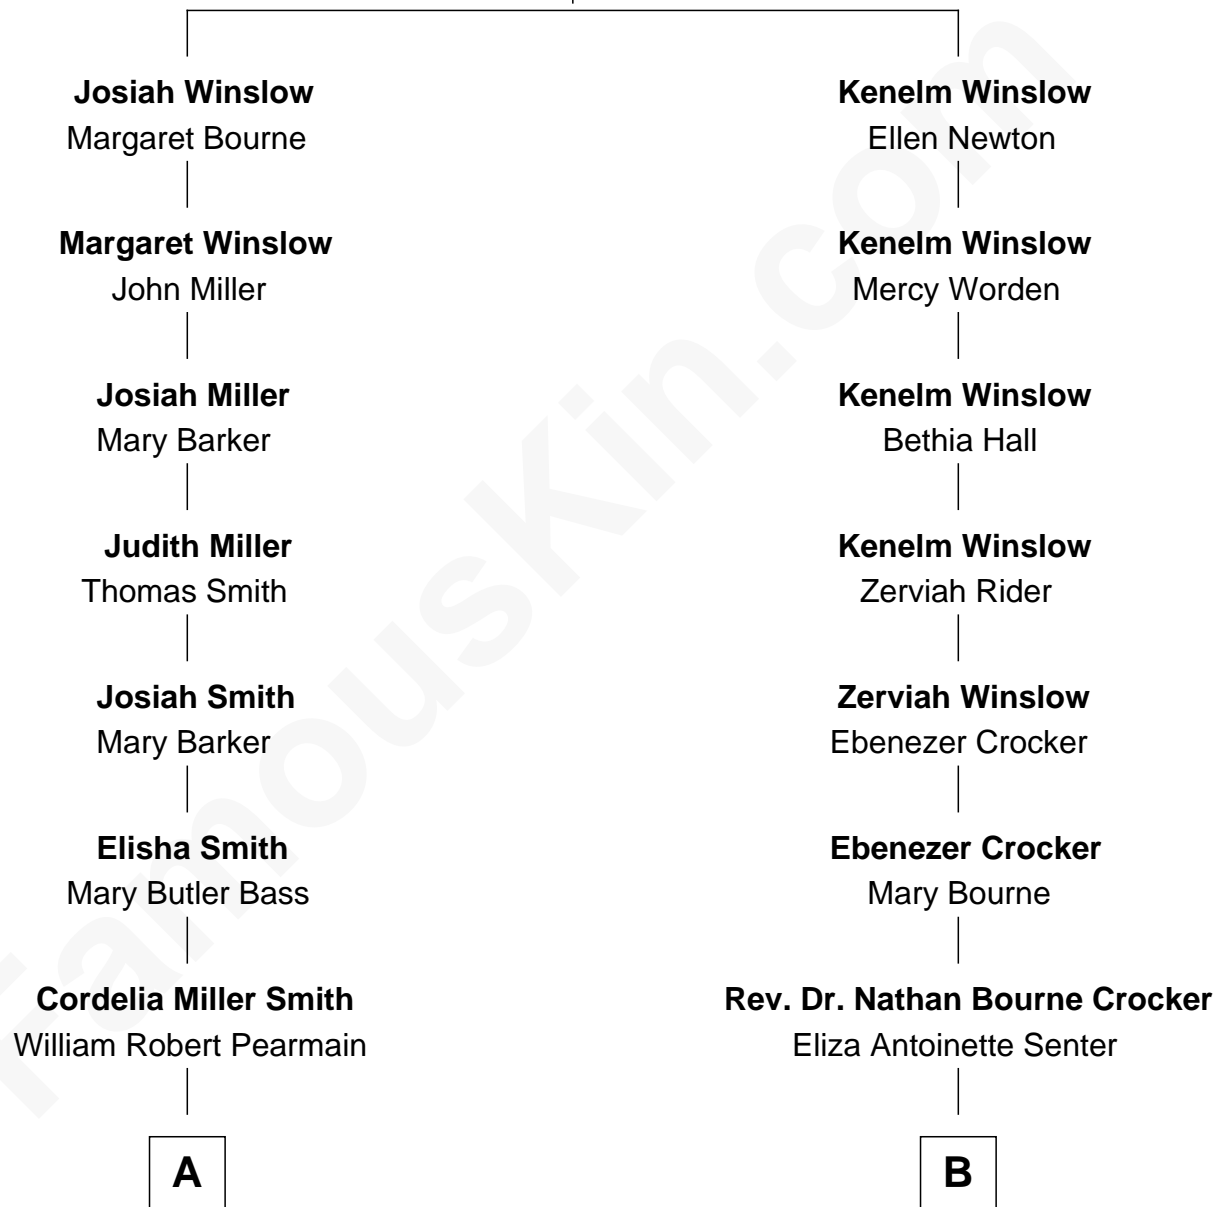 Josiah Winslow
Margaret Bourne
Margaret Winslow
John Miller
Josiah Miller
Mary Barker
Judith Miller
Thomas Smith
Josiah Smith
Mary Barker
Elisha Smith
Mary Butler Bass
Cordelia Miller Smith
William Robert Pearmain
A
Kenelm Winslow
Ellen Newton
Kenelm Winslow
Mercy Worden
Kenelm Winslow
Bethia Hall
Kenelm Winslow
Zerviah Rider
Zerviah Winslow
Ebenezer Crocker
Ebenezer Crocker
Mary Bourne
Rev. Dr. Nathan Bourne Crocker
Eliza Antoinette Senter
B
FamousKin.com